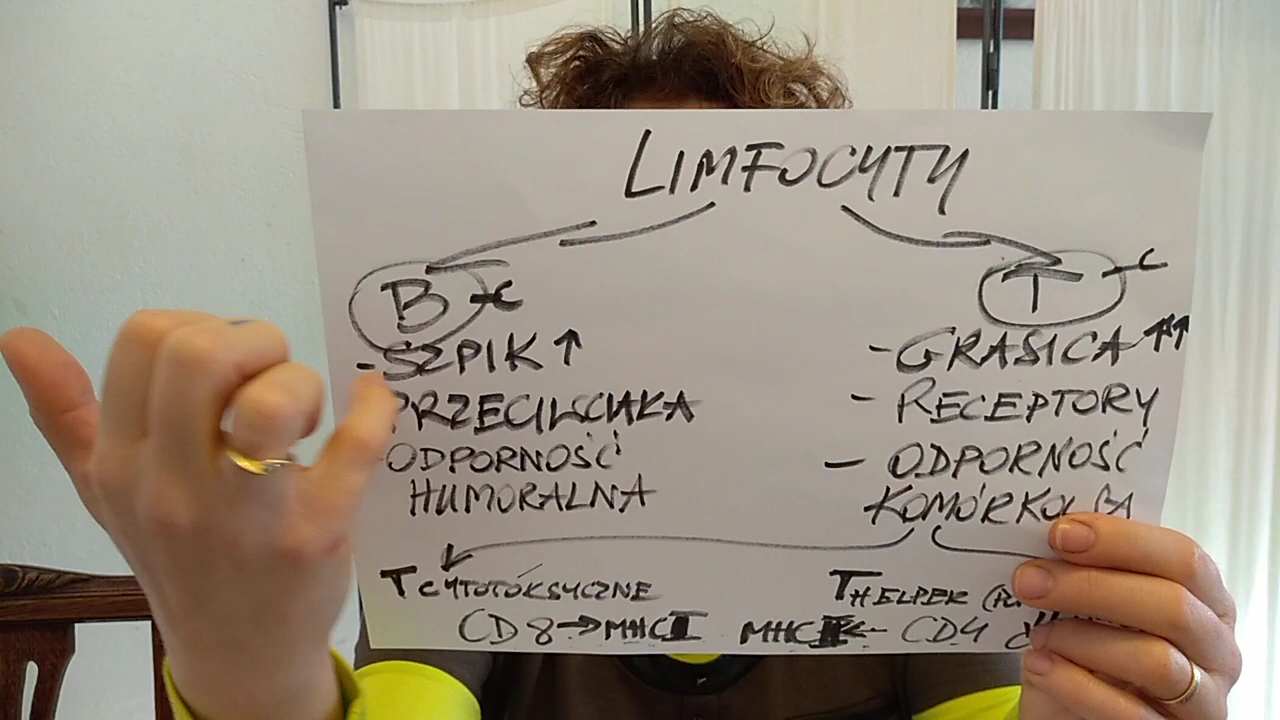 LIMFOCYTY
B -C
T -C
- SZPIK ↑
PRZECIWCIAŁA
ODPORNOŚĆ
HUMORALNA
- GRASICA ↑↑↑
- RECEPTORY
- ODPORNOŚĆ
KOMÓRKOWA
T CYTOTOKSYCZNE
CD8 → MHC I
T HELPER
MHC II ← CD4